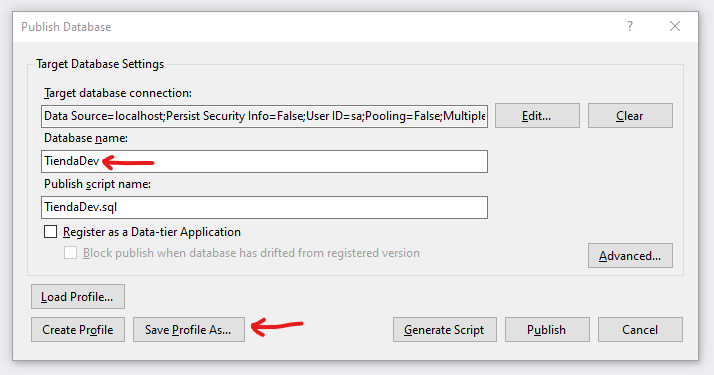 Publish Database
Target Database Settings
Target database connection:
Data Source=localhost;Persist Security Info=False;User ID=sa;Pooling=False;Multiple
Edit...
Clear
Database name:
TiendaDev
Publish script name:
TiendaDev.sql
Register as a Data-tier Application
Block publish when database has drifted from registered version
Advanced...
Load Profile...
Create Profile
Save Profile As...
Generate Script
Publish
Cancel